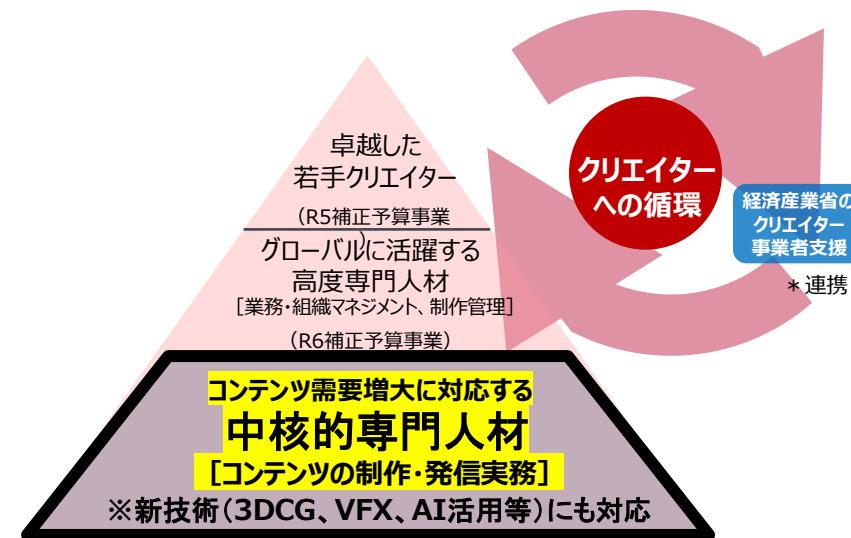 卓越した
若手クリエイター
（R5補正予算事業
）
グローバルに活躍する
高度専門人材
［業務・組織マネジメント、制作管理］
（R6補正予算事業）
コンテンツ需要増大に対応する
中核的専門人材
［コンテンツの制作・発信実務］
※新技術（3DCG、VFX、AI活用等）にも対応
クリエイター
への循環
経済産業省の
クリエイター
事業者支援
＊連携